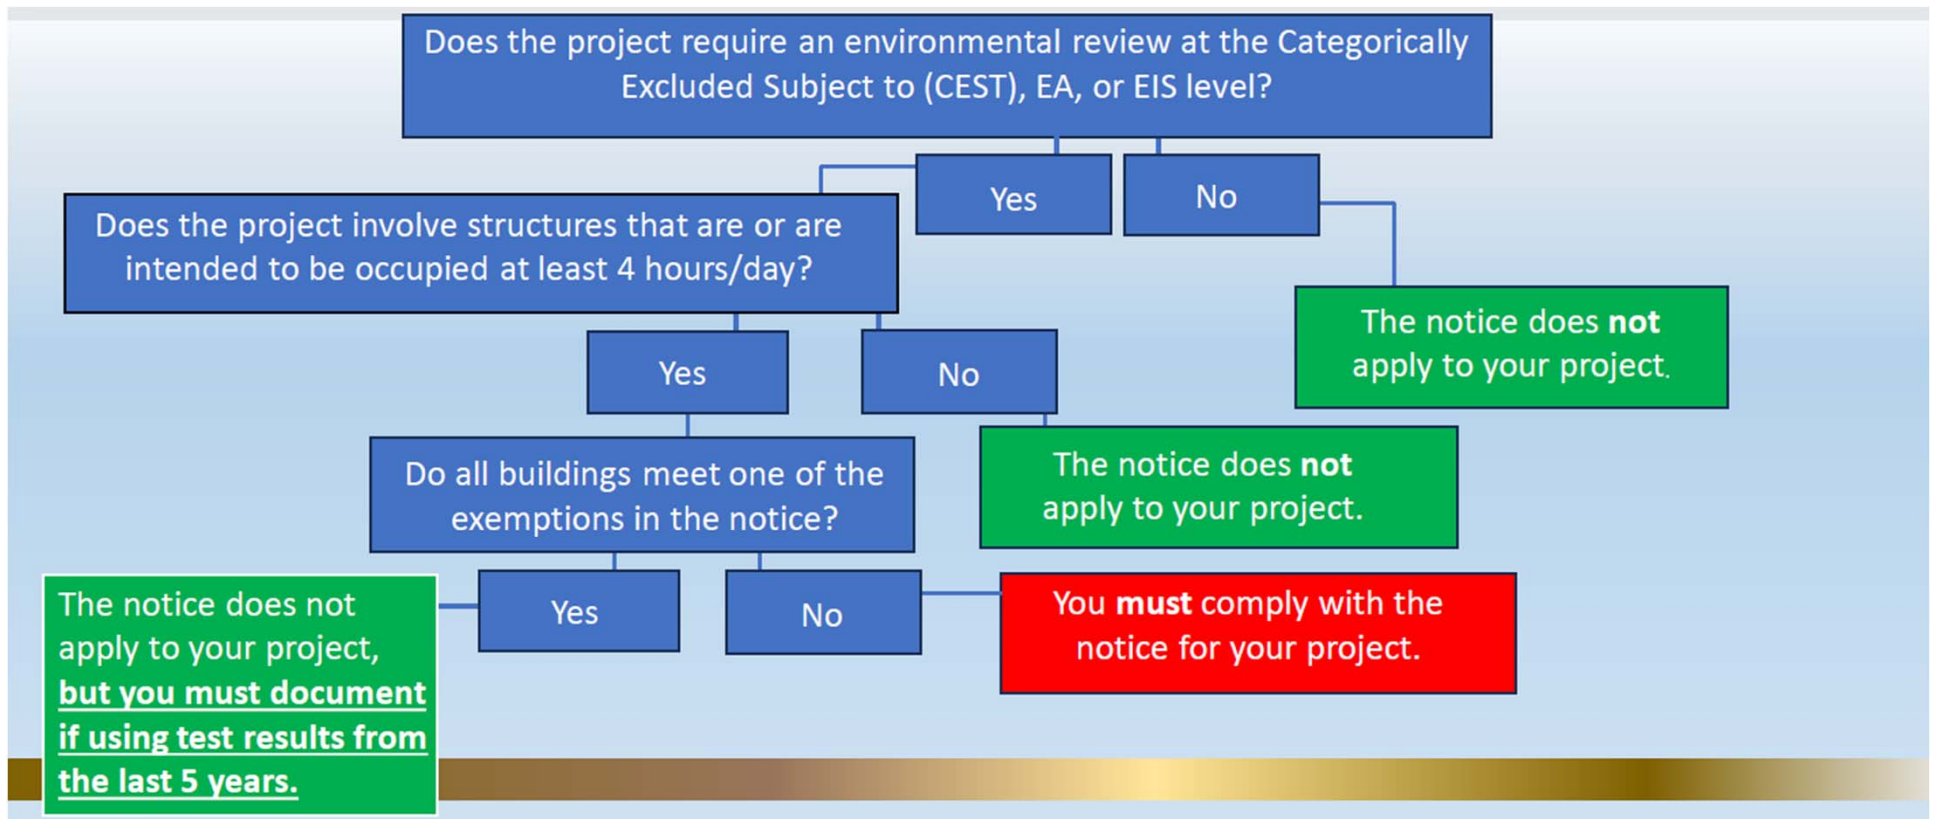 Does the project require an environmental review at the Categorically
Excluded Subject to (CEST), EA, or EIS level?
Yes
No
Does the project involve structures that are or are
intended to be occupied at least 4 hours/day?
The notice does not
apply to your project.
Yes
No
Do all buildings meet one of the
exemptions in the notice?
The notice does not
apply to your project.
Yes
No
The notice does not
apply to your project,
but you must document
if using test results from
the last 5 years.
You must comply with the
notice for your project.